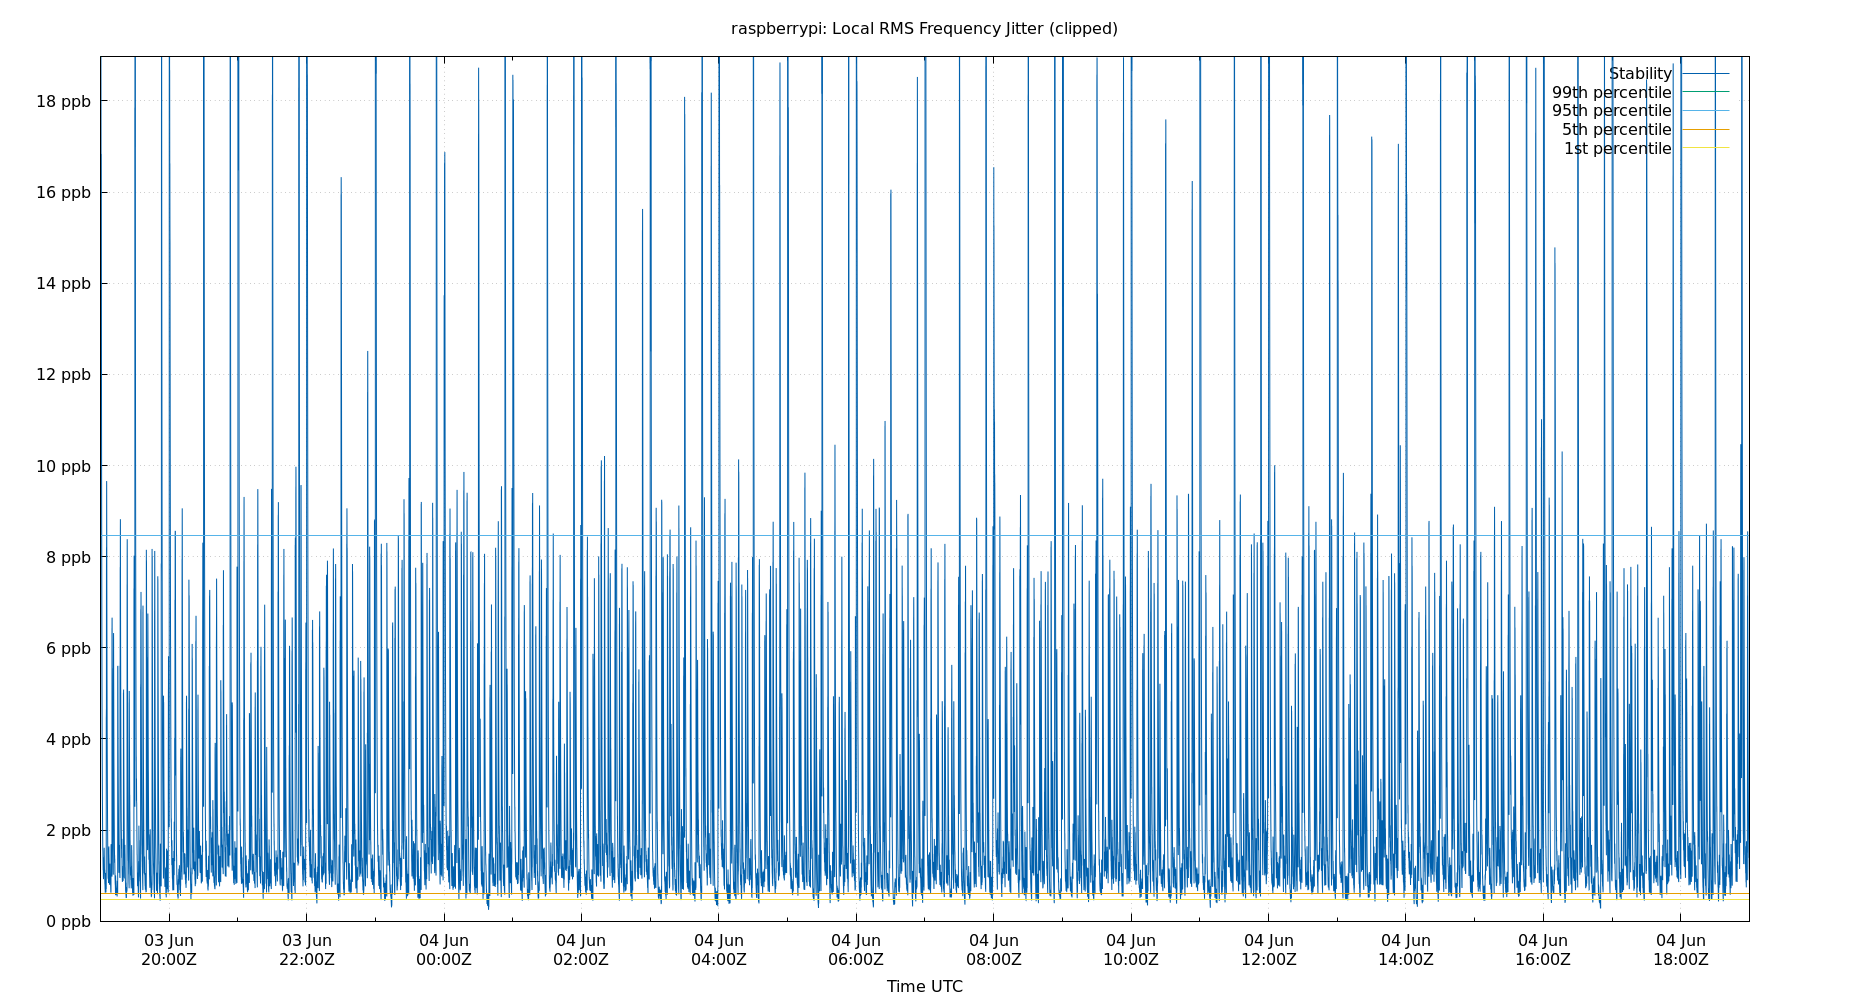 raspberrypi: Local RMS Frequency Jitter (clipped)
Stability
99th percentile
95th percentile
5th percentile
1st percentile
18 ppb
16 ppb
14 ppb
12 ppb
10 ppb
8 ppb
6 ppb
4 ppb
2 ppb
0 ppb
03 Jun 03 Jun 04 Jun 04 Jun 04 Jun 04 Jun 04 Jun 04 Jun 04 Jun 04 Jun 04 Jun 04 Jun
20:00Z 22:00Z 00:00Z 02:00Z 04:00Z 06:00Z 08:00Z 10:00Z 12:00Z 14:00Z 16:00Z 18:00Z
Time UTC